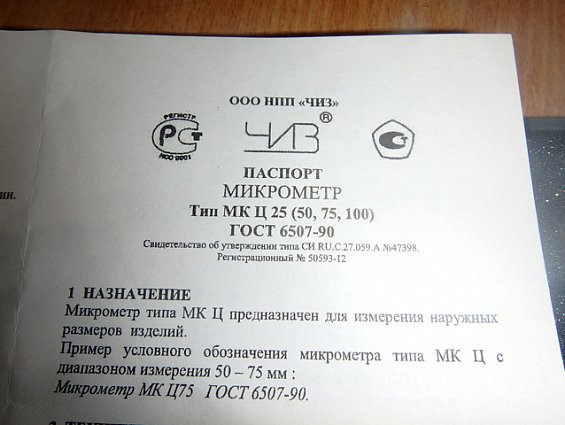 ООО НПП «ЧИЗ»
РЕГИСТР
РСТ
ИСО 9001
ЧИЗ®
ПАСПОРТ
МИКРОМЕТР
Тип МК Ц 25 (50, 75, 100)
ГОСТ 6507-90
Свидетельство об утверждении типа СИ RU.C.27.059.A №47398.
Регистрационный № 50593-12
ии.
1 НАЗНАЧЕНИЕ
Микрометр типа МК Ц предназначен для измерения наружных
размеров изделий.
Пример условного обозначения микрометра типа МК Ц с
диапазоном измерения 50 – 75 мм :
Микрометр МК Ц75 ГОСТ 6507-90.